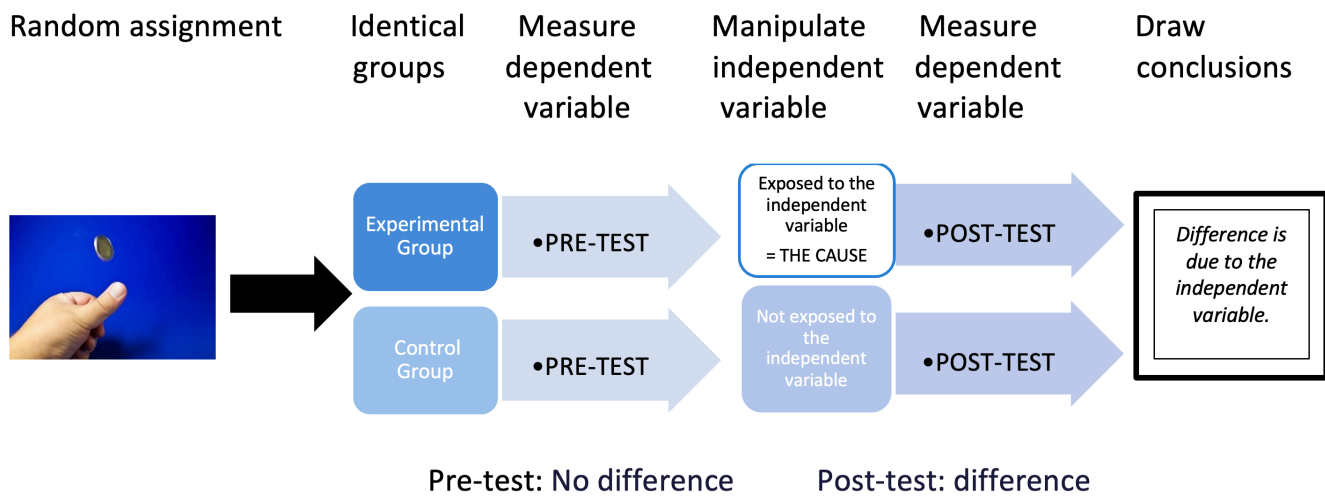 Random assignment
Identical
groups
Measure
dependent
variable
Manipulate
independent
variable
Measure
dependent
variable
Draw
conclusions
Experimental
Group
•PRE-TEST
Exposed to the
independent
variable
= THE CAUSE
•POST-TEST
Control
Group
•PRE-TEST
Not exposed to
the
independent
variable
•POST-TEST
Difference is
due to the
independent
variable.
Pre-test: No difference
Post-test: difference